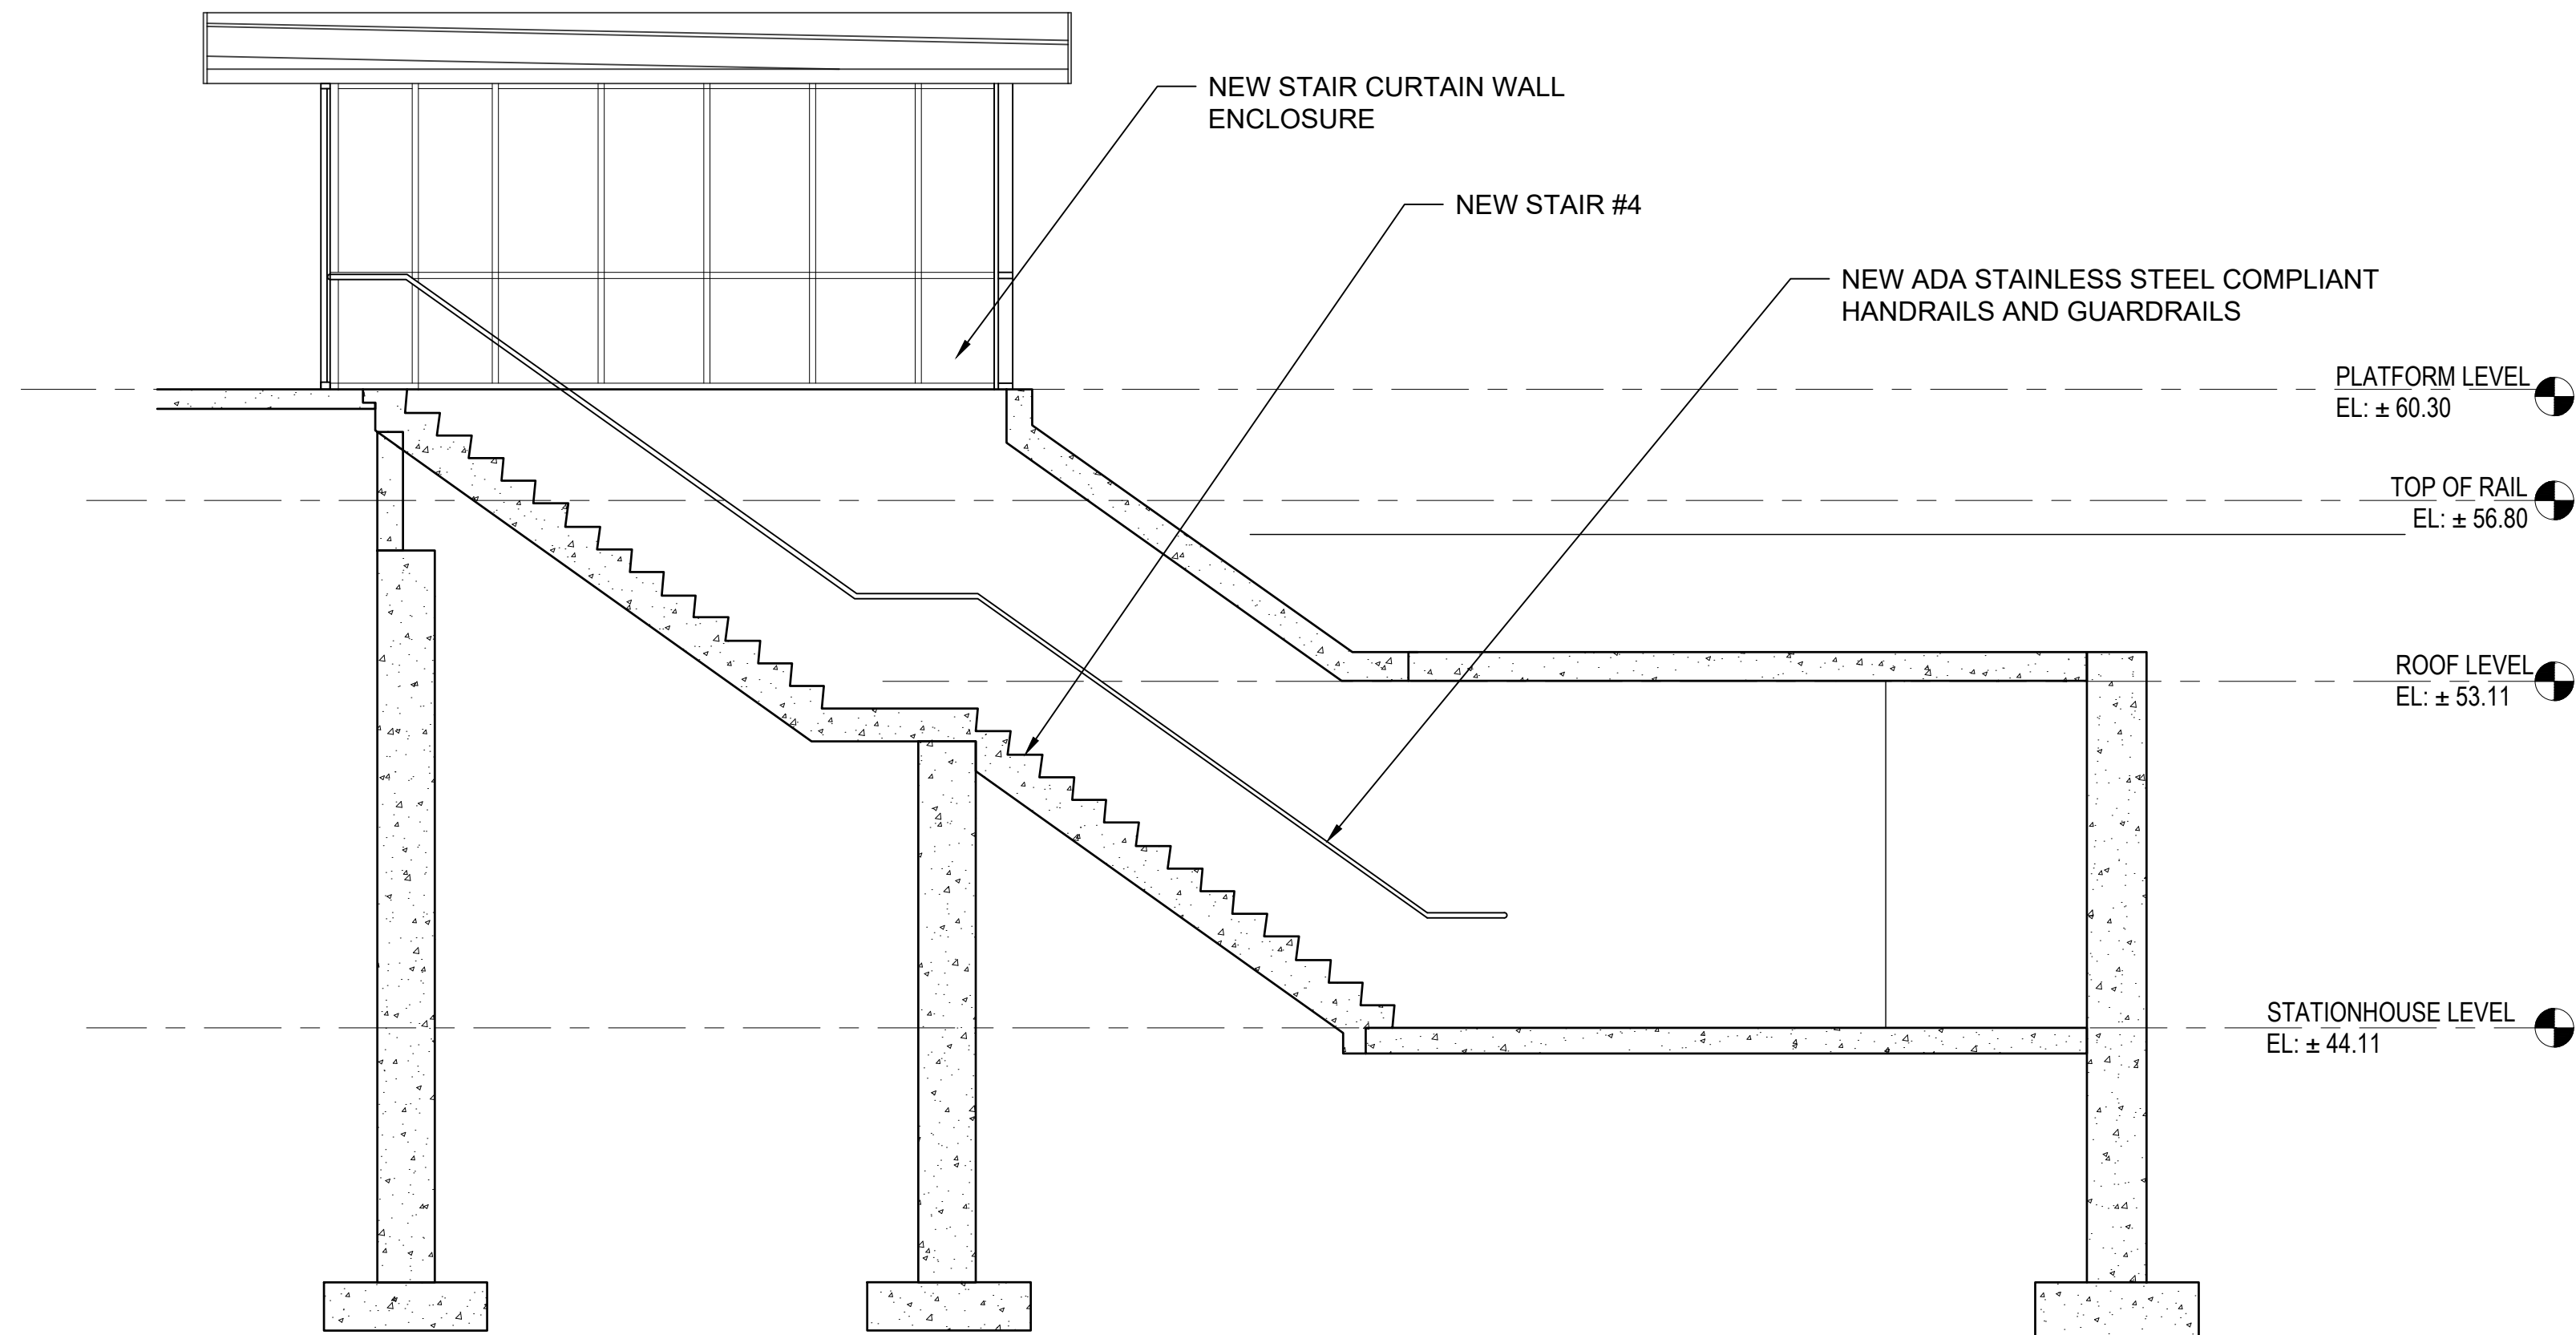 NEW STAIR CURTAIN WALL
ENCLOSURE
NEW STAIR #4
NEW ADA STAINLESS STEEL COMPLIANT
HANDRAILS AND GUARDRAILS
PLATFORM LEVEL
EL: ± 60.30
TOP OF RAIL
EL: ± 56.80
ROOF LEVEL
EL: ± 53.11
STATIONHOUSE LEVEL
EL: ± 44.11